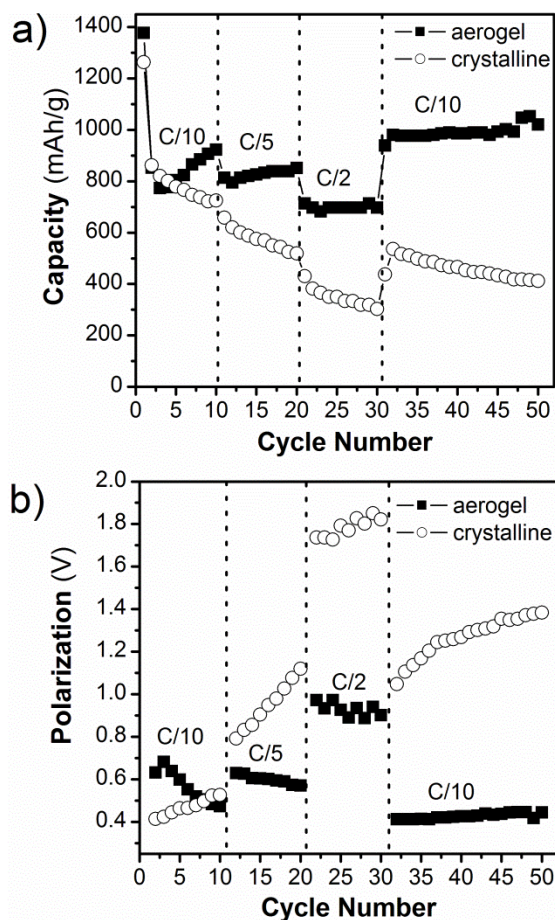 a)
1400
1200
1000
800
600
400
200
0
Capacity (mAh/g)
aerogel
crystalline
C/10
C/5
C/2
C/10
0 5 10 15 20 25 30 35 40 45 50
Cycle Number
b)
2.0
1.8
1.6
1.4
1.2
1.0
0.8
0.6
0.4
Polarization (V)
aerogel
crystalline
C/10
C/5
C/2
C/10
0 5 10 15 20 25 30 35 40 45 50
Cycle Number